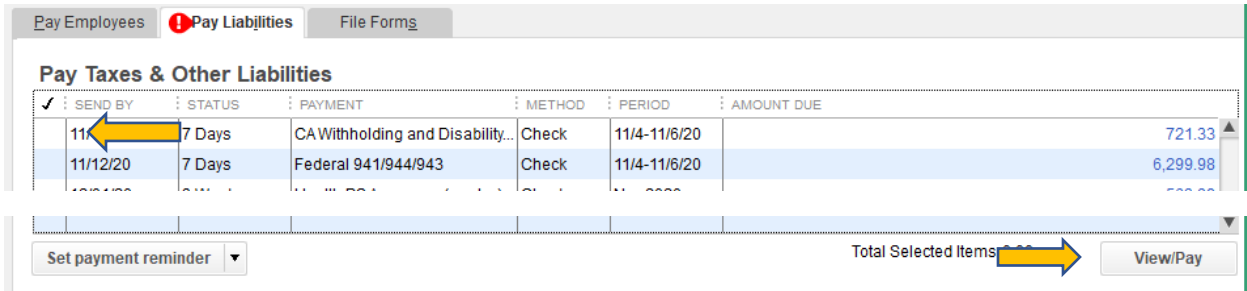 Pay Employees Pay Liabilities File Forms
Pay Taxes & Other Liabilities
✓ SEND BY STATUS PAYMENT METHOD PERIOD AMOUNT DUE
11/ 7 Days CA Withholding and Disability... Check 11/4-11/6/20 721.33
11/12/20 7 Days Federal 941/944/943 Check 11/4-11/6/20 6,299.98
Set payment reminder Total Selected Items: View/Pay